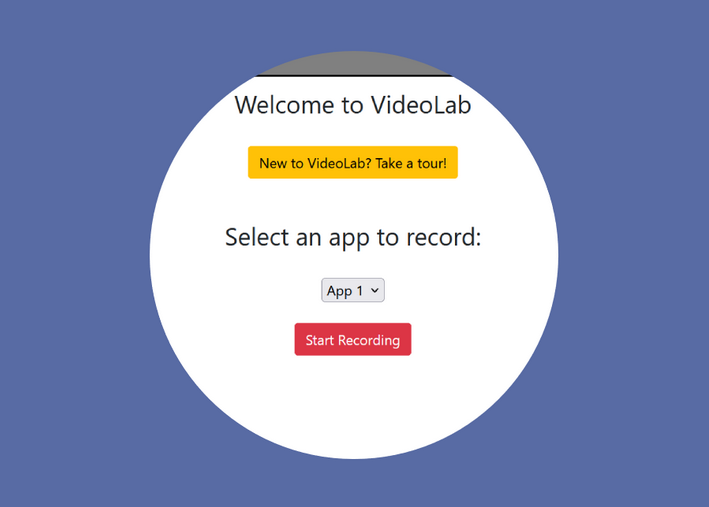 Welcome to VideoLab
New to VideoLab? Take a tour!
Select an app to record:
App 1
Start Recording